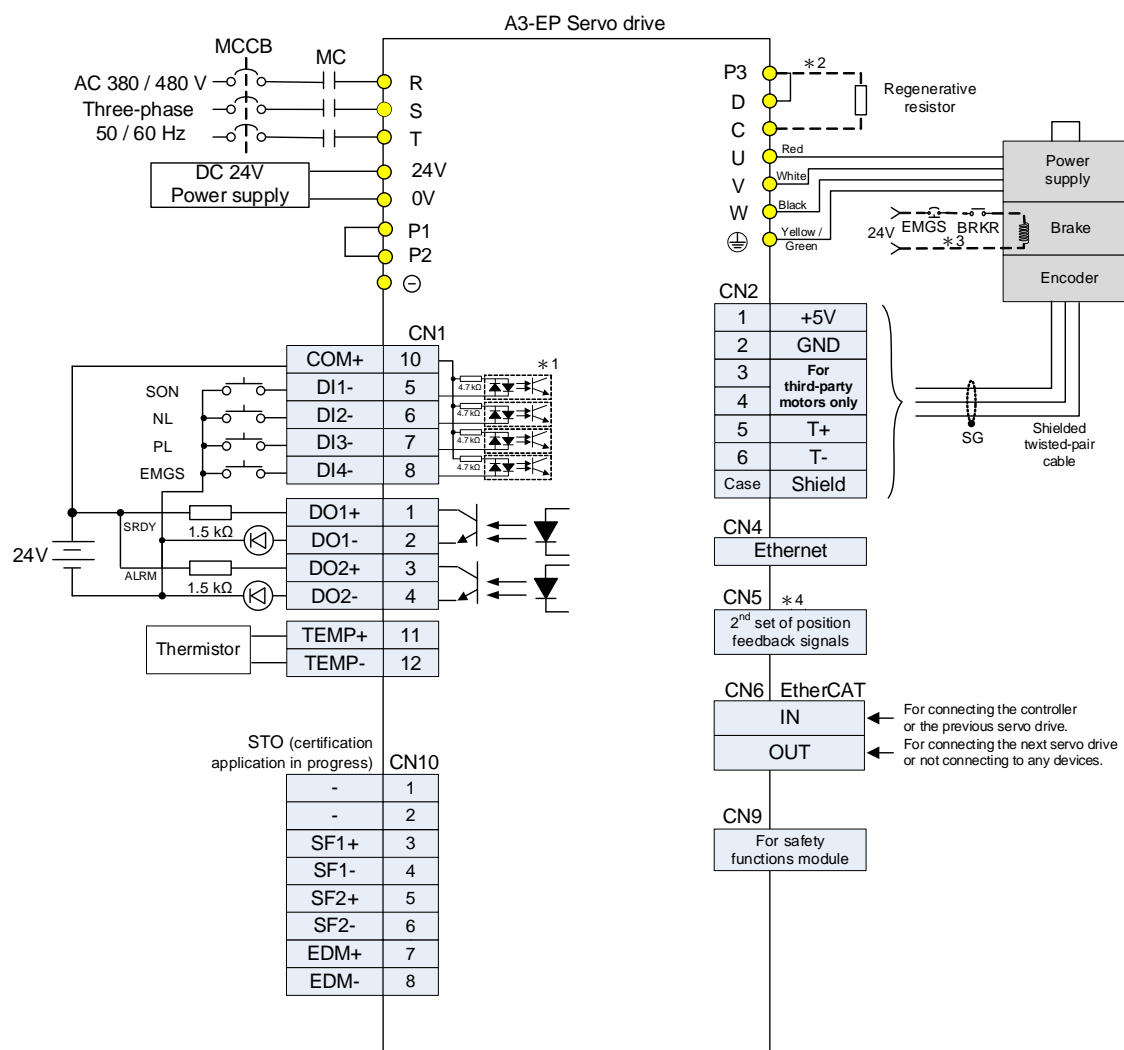 A3-EP Servo drive
MCCB
MC
AC 380 / 480 V
Three-phase
50 / 60 Hz
R
S
T
DC 24V
Power supply
24V
0V
P1
P2
⊖
P3
D
C
U
V
W
∗2
Regenerative
resistor
Red
White
Black
Yellow /
Green
24V
EMGS
BRKR
∗3
Power
supply
Brake
Encoder
CN1
COM+ 10
DI1- 5
DI2- 6
DI3- 7
DI4- 8
SON
NL
PL
EMGS
∗1
4.7kΩ
4.7kΩ
4.7kΩ
4.7kΩ
DO1+ 1
DO1- 2
DO2+ 3
DO2- 4
SRDY
1.5 kΩ
24V
ALRM
1.5 kΩ
Thermistor
TEMP+ 11
TEMP- 12
STO (certification
application in progress)
CN10
- 1
- 2
SF1+ 3
SF1- 4
SF2+ 5
SF2- 6
EDM+ 7
EDM- 8
CN2
1 +5V
2 GND
3
4
For
third-party
motors only
5 T+
6 T-
Case Shield
SG
Shielded
twisted-pair
cable
CN4
Ethernet
CN5 ∗4
2nd set of position
feedback signals
CN6 EtherCAT
IN
OUT
For connecting the controller
or the previous servo drive.
For connecting the next servo drive
or not connecting to any devices.
CN9
For safety
functions module